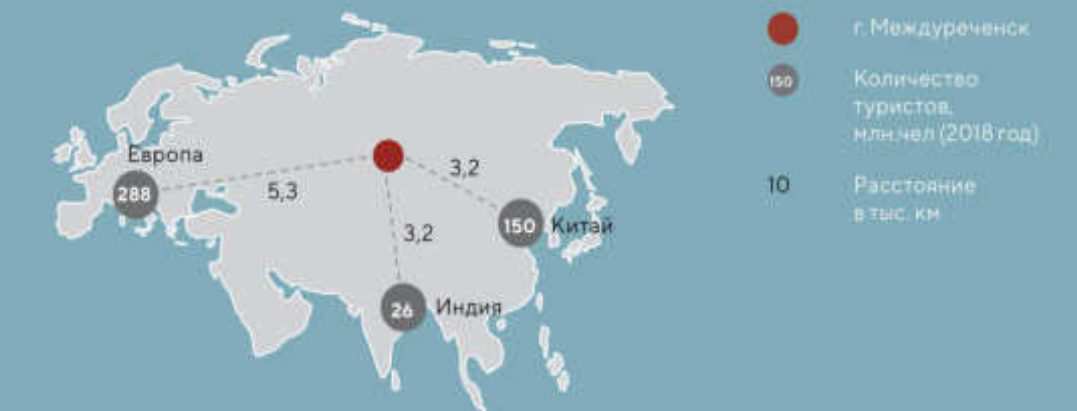 г. Междуреченск
150
Количество
туристов,
млн.чел (2018 год)
10
Расстояние
в тыс. км
Европа
288
5,3
3,2
150
Китай
3,2
26
Индия